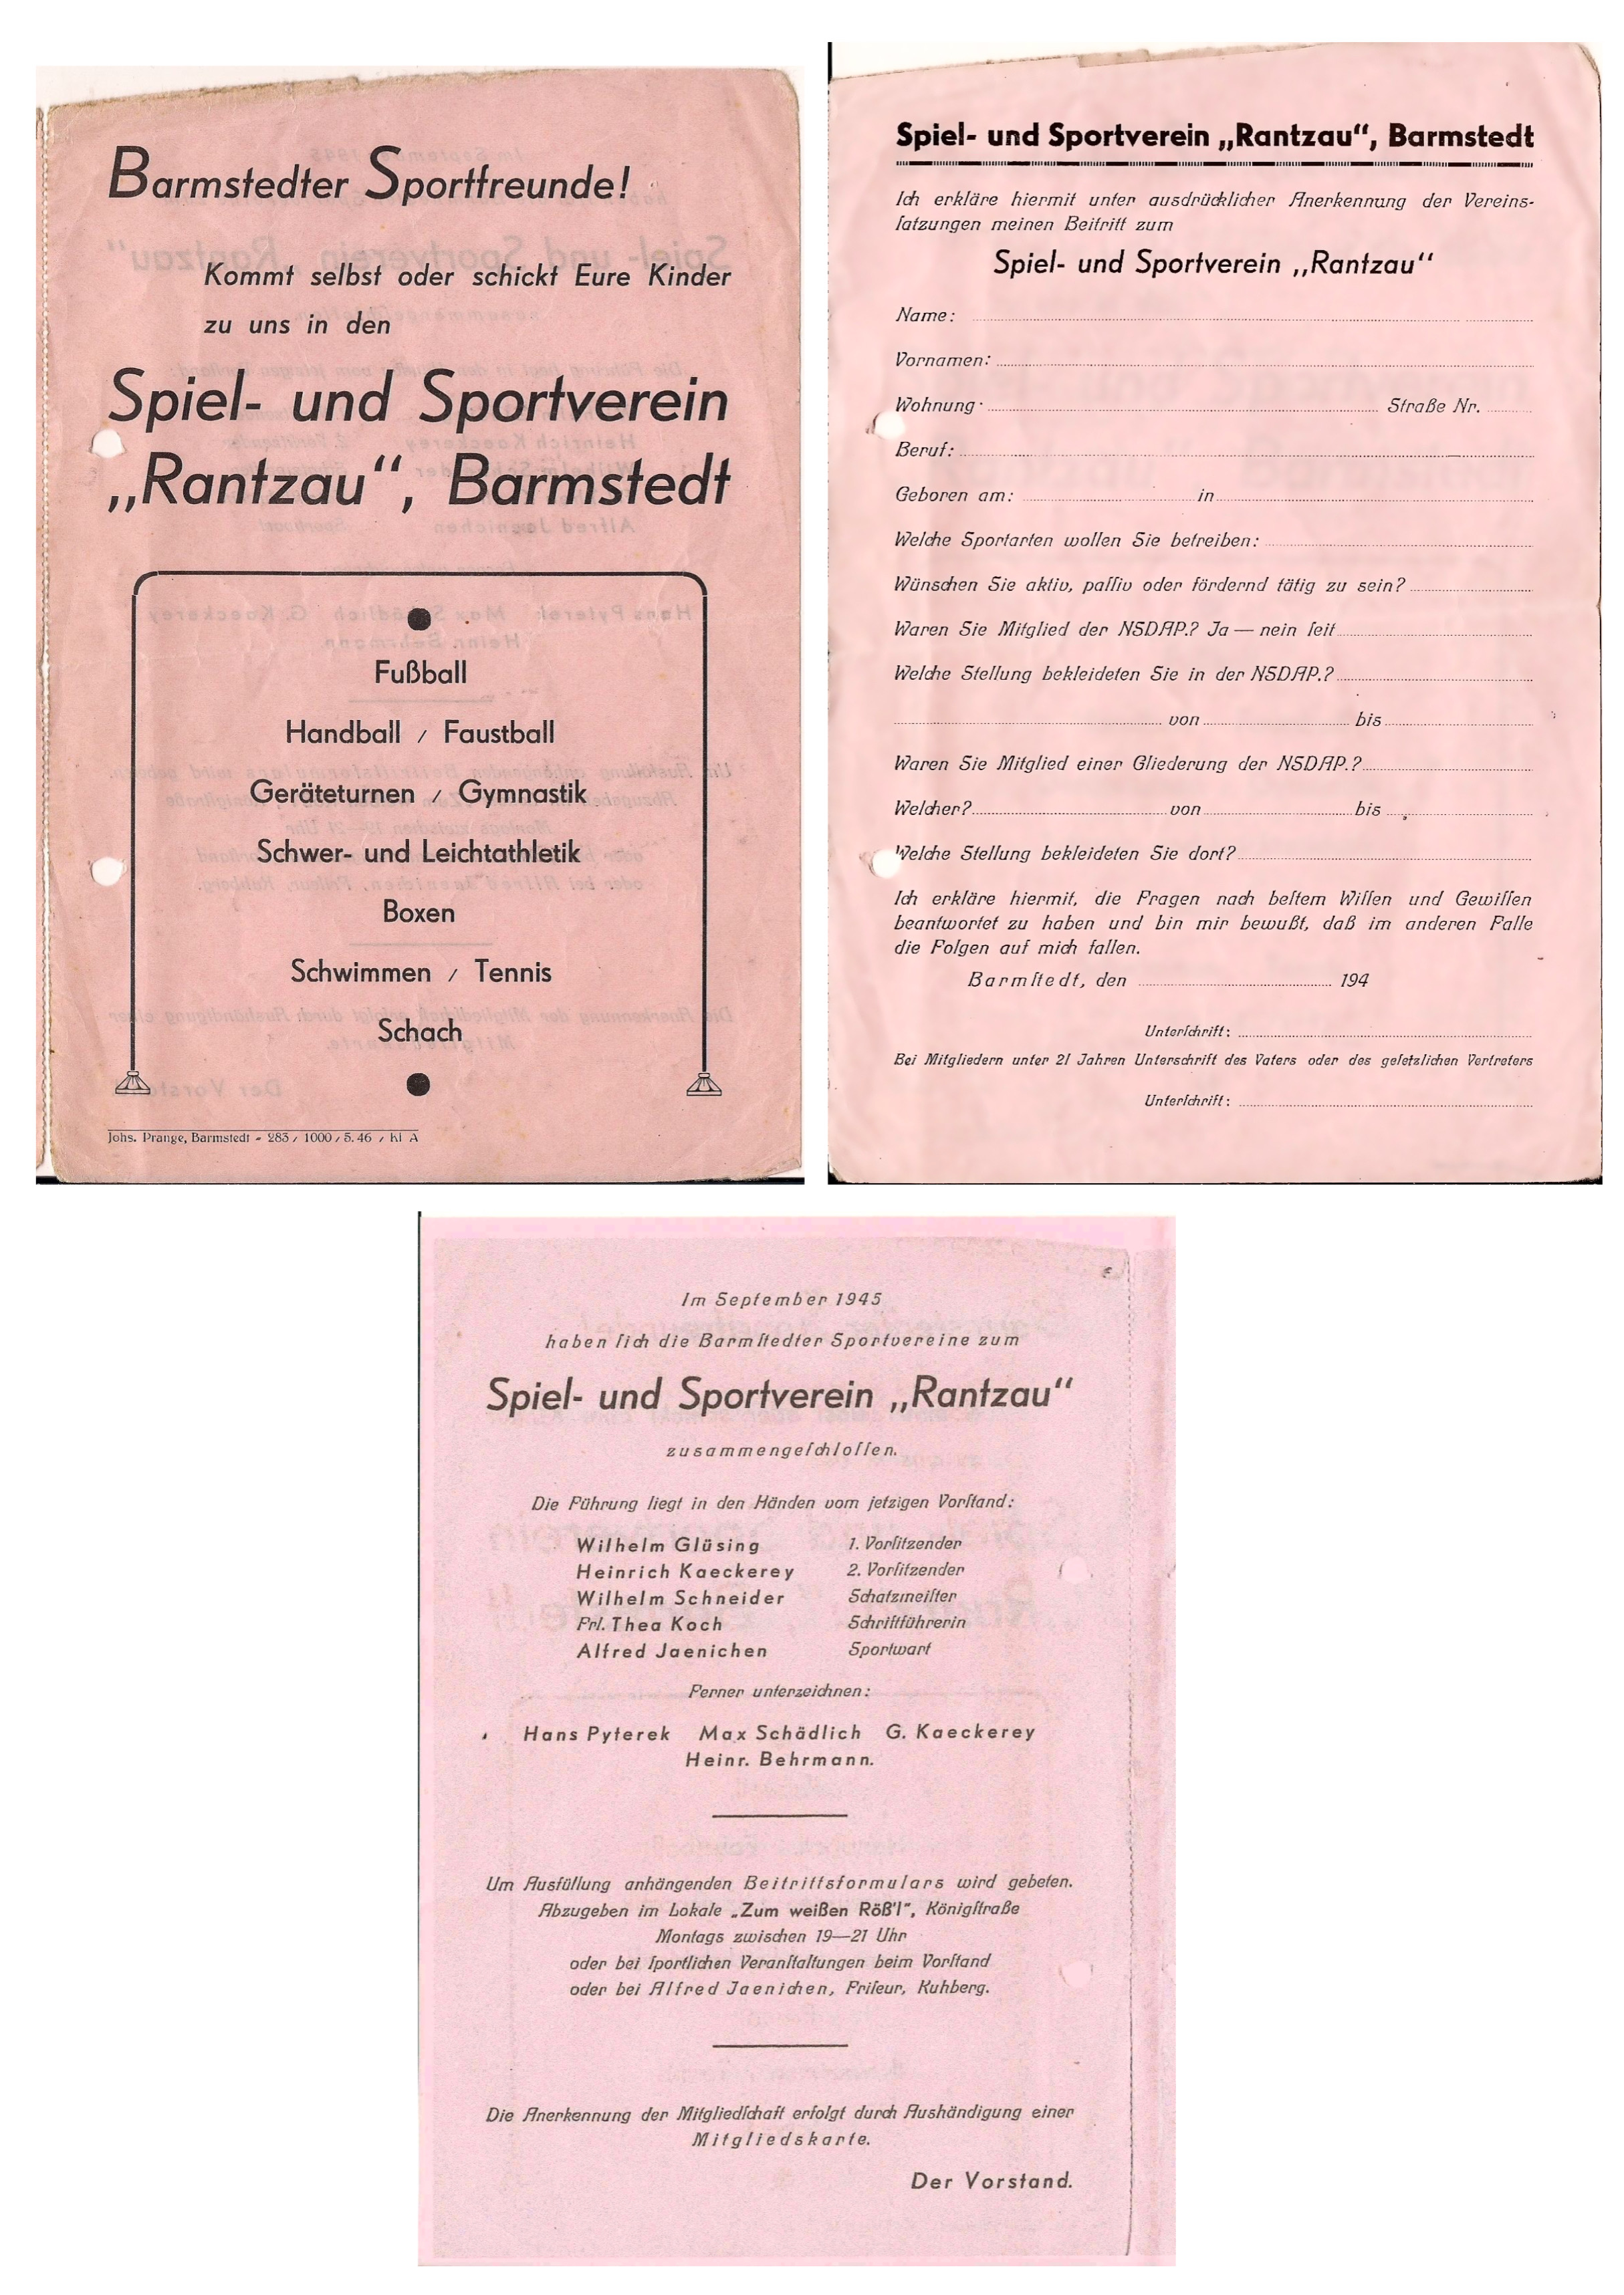 Barmstedter Sportfreunde!
Kommt selbst oder schickt Eure Kinder
zu uns in den
Spiel- und Sportverein
„Rantzau“, Barmstedt
Fußball
Handball / Faustball
Geräteturnen / Gymnastik
Schwer- und Leichtathletik
Boxen
Schwimmen / Tennis
Schach
Johs. Prange, Barmstedt - 283 / 1000 / 5. 46 / Kl A
Spiel- und Sportverein „Rantzau“, Barmstedt
Ich erkläre hiermit unter ausdrücklicher Anerkennung der Vereins-
ſatzungen meinen Beitritt zum
Spiel- und Sportverein „Rantzau“
Name:
Vornamen:
Wohnung Straße Nr.
Beruf:
Geboren am: in
Welche Sportarten wollen Sie betreiben:
Wünschen Sie aktiv, paſſiv oder fördernd tätig zu sein?
Waren Sie Mitglied der NSDAP.? Ja — nein ſeit
Welche Stellung bekleideten Sie in der NSDAP.?
von bis
Waren Sie Mitglied einer Gliederung der NSDAP.?
Welcher? von bis
Welche Stellung bekleideten Sie dort?
Ich erkläre hiermit, die Fragen nach beſtem Wiſſen und Gewiſſen
beantwortet zu haben und bin mir bewußt, daß im anderen Falle
die Folgen auf mich fallen.
Barmſtedt, den 194
Unterſchrift:
Bei Mitgliedern unter 21 Jahren Unterschrift des Vaters oder des geſetzlichen Vertreters
Unterſchrift:
Im September 1945
haben ſich die Barmſtedter Sportvereine zum
Spiel- und Sportverein „Rantzau“
zusammengeſchloſſen.
Die Führung liegt in den Händen vom jetzigen Vorſtand:
Wilhelm Glüsing 1. Vorſitzender
Heinrich Kaeckerey 2. Vorſitzender
Wilhelm Schneider Schatzmeiſter
Frl. Thea Koch Schriftführerin
Alfred Jaenichen Sportwart
Ferner unterzeichnen:
Hans Pyterek Max Schädlich G. Kaeckerey
Heinr. Behrmann.
Um Ausfüllung anhängenden Beitrittsformulars wird gebeten.
Abzugeben im Lokale „Zum weißen Röß'l“, Königſtraße
Montags zwischen 19—21 Uhr
oder bei ſportlichen Veranſtaltungen beim Vorſtand
oder bei Alfred Jaenichen, Friſeur, Kuhberg.
Die Anerkennung der Mitgliedſchaft erfolgt durch Aushändigung einer
Mitgliedskarte.
Der Vorstand.